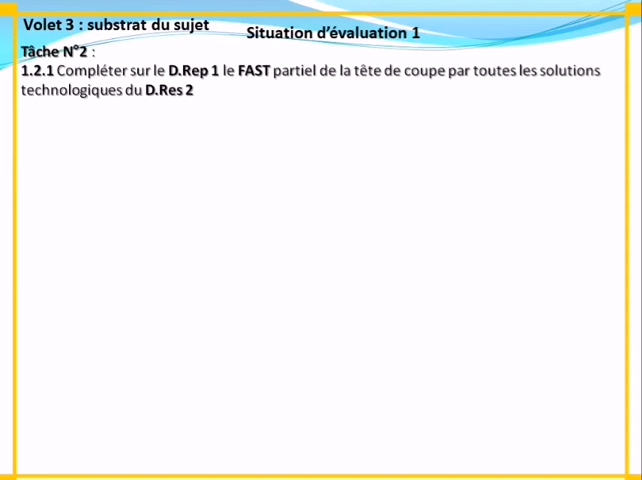 Volet 3 : substrat du sujet
Situation d'évaluation 1
Tâche N°2 :
1.2.1 Compléter sur le D.Rep 1 le FAST partiel de la tête de coupe par toutes les solutions
technologiques du D.Res 2